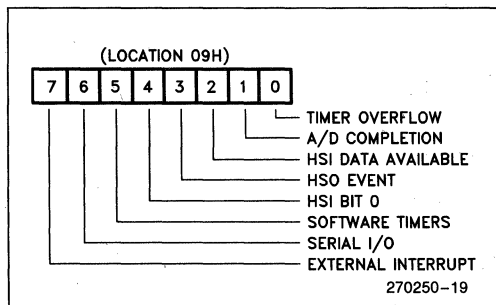 (LOCATION 09H)
7 6 5 4 3 2 1 0
TIMER OVERFLOW
A/D COMPLETION
HSI DATA AVAILABLE
HSO EVENT
HSI BIT 0
SOFTWARE TIMERS
SERIAL I/O
EXTERNAL INTERRUPT
270250-19